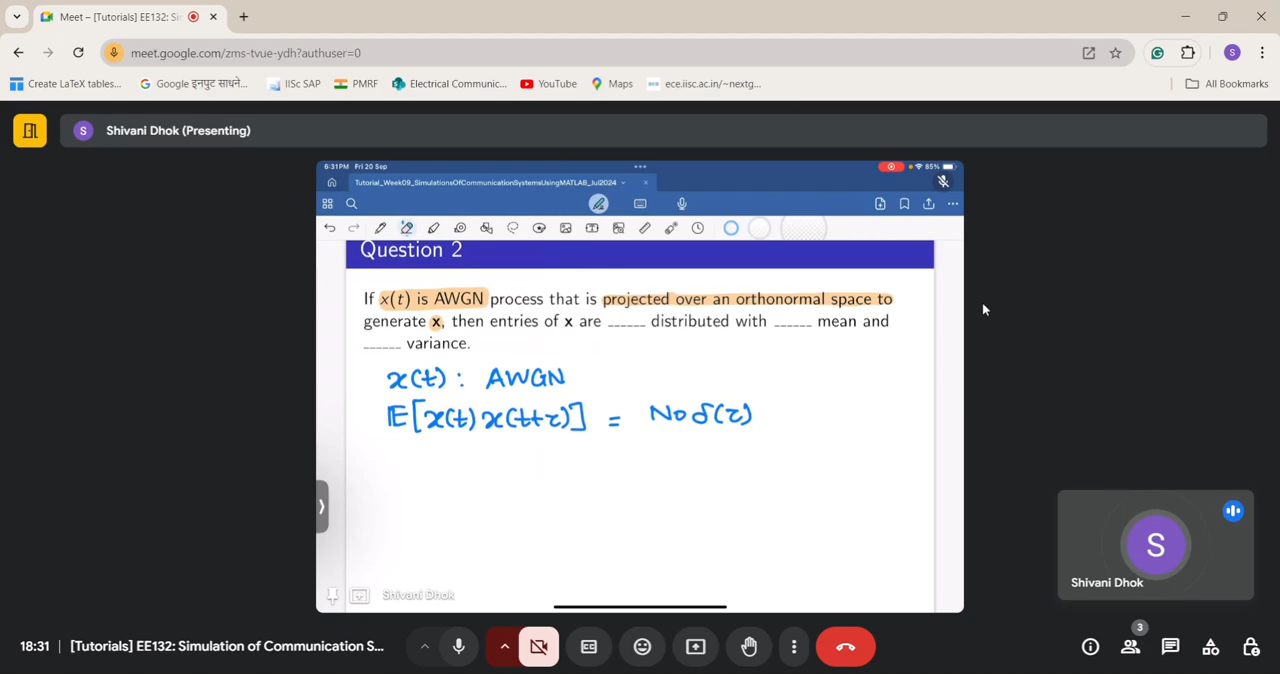 Meet – [Tutorials] EE132: Si
meet.google.com/zms-tvue-ydh?authuser=0
Create LaTeX tables... Google इनपुट साधने... IISc SAP PMRF Electrical Communic... YouTube Maps ece.iisc.ac.in/~nextg... All Bookmarks
S Shivani Dhok (Presenting)
6:31 PM Fri 20 Sep 85%
Tutorial_Week09_SimulationsOfCommunicationSystemsUsingMATLAB_Jul2024
Question 2
If x(t) is AWGN process that is projected over an orthonormal space to
generate x, then entries of x are ______ distributed with ______ mean and
______ variance.
x(t) : AWGN
𝔼[x(t) x(t+τ)] = No δ(τ)
Shivani Dhok
S
Shivani Dhok
18:31 | [Tutorials] EE132: Simulation of Communication S...
3